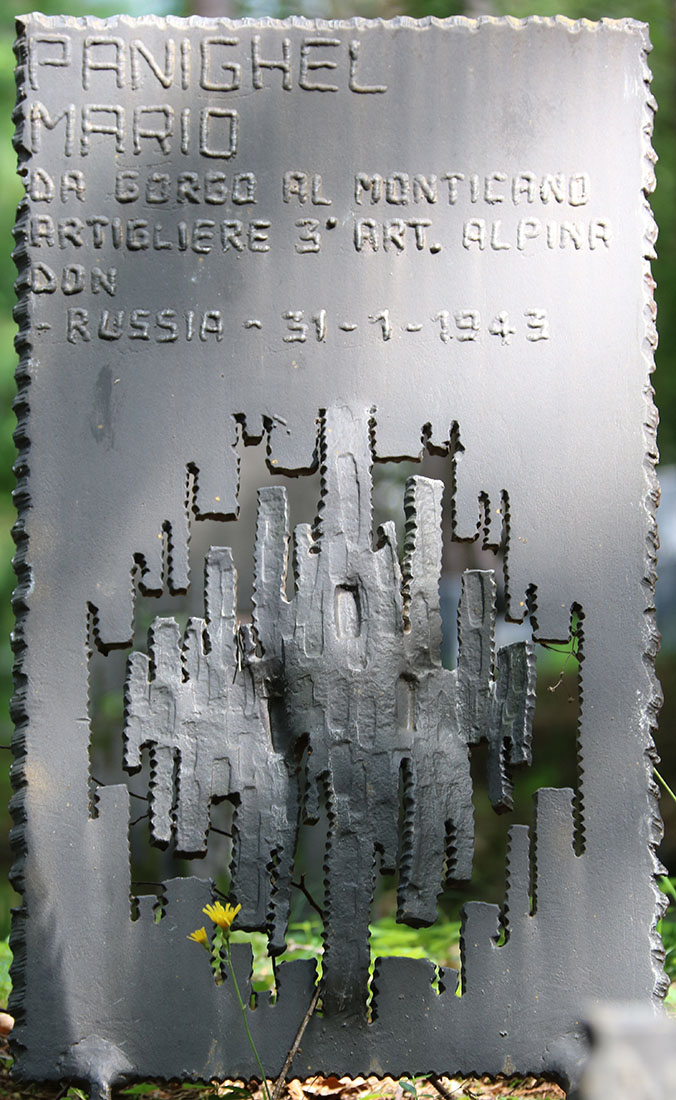 PANIGHEL
MARIO
DA GORGO AL MONTICANO
ARTIGLIERE 3° ART. ALPINA
DON
- RUSSIA - 31-1-1943